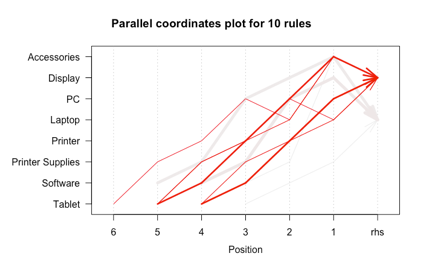 Parallel coordinates plot for 10 rules
Accessories
Display
PC
Laptop
Printer
Printer Supplies
Software
Tablet
6 5 4 3 2 1 rhs
Position